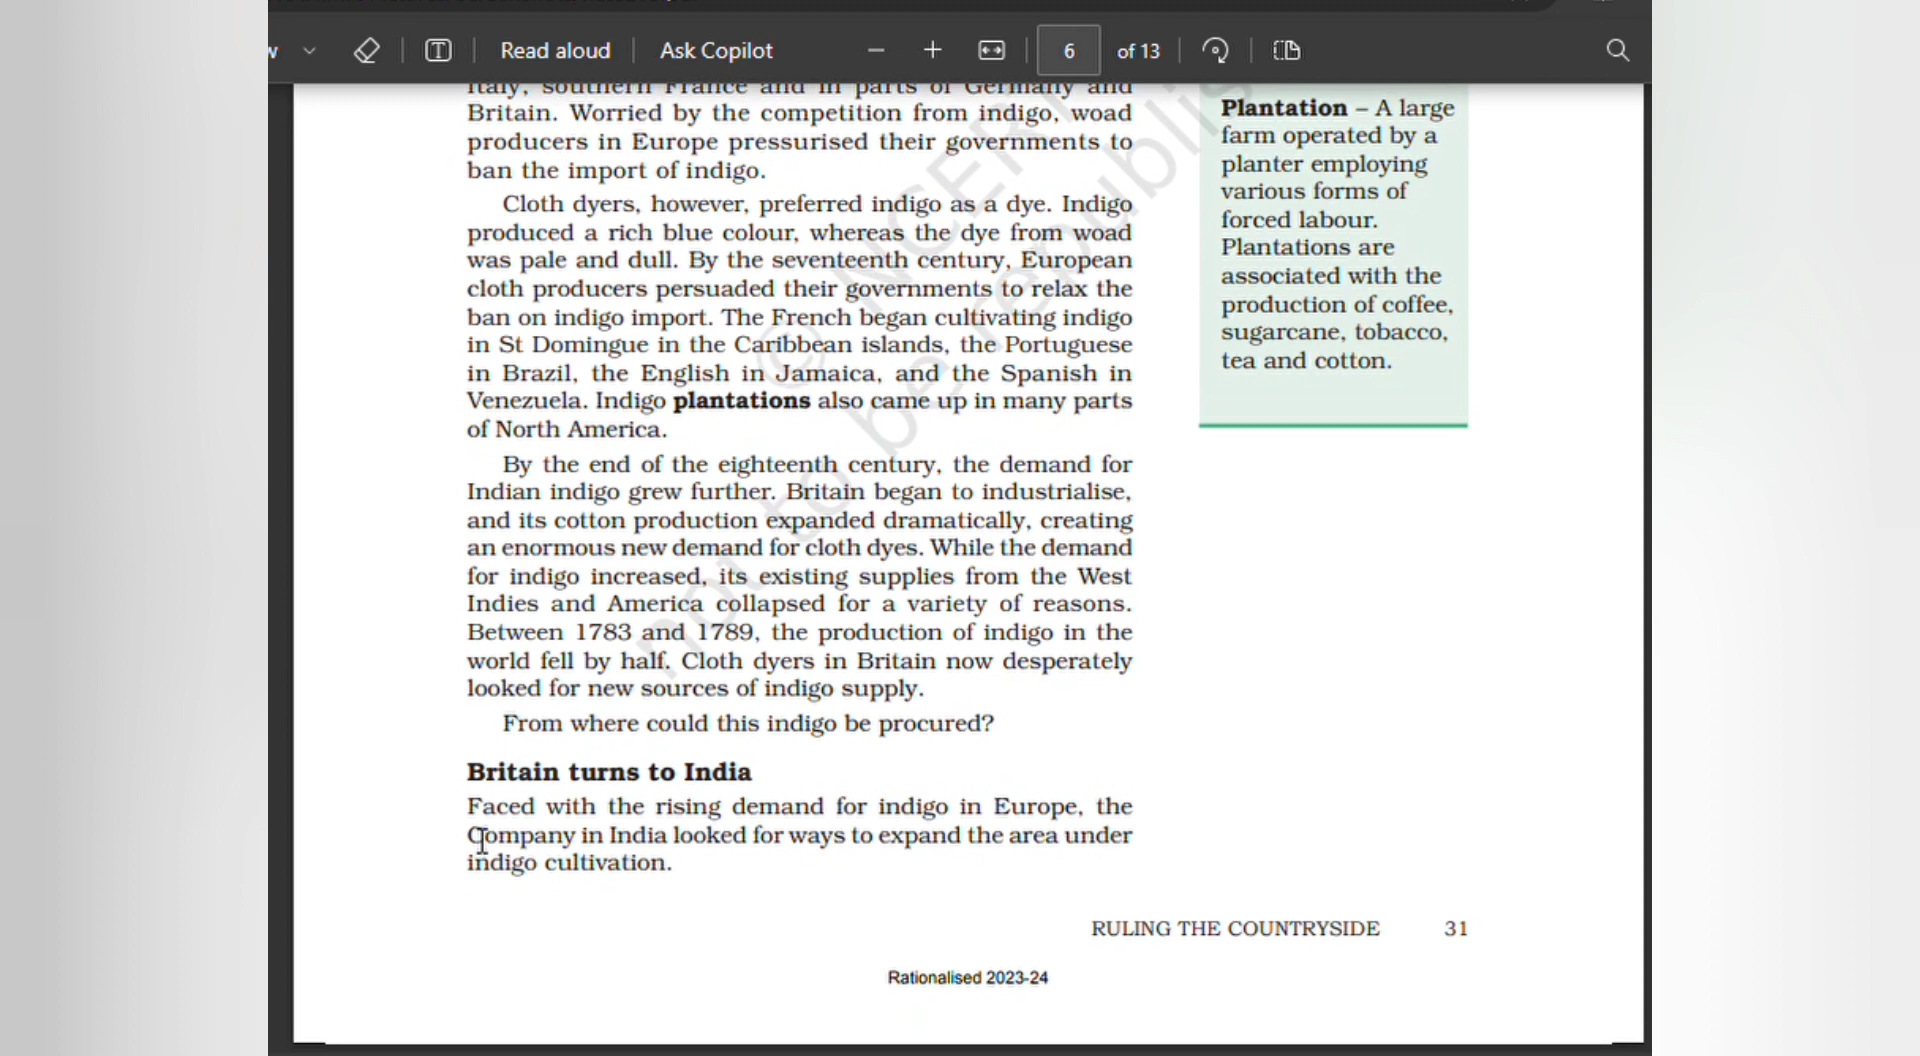 Read aloud
Ask Copilot
6
of 13
Italy, southern France and in parts of Germany and
Britain. Worried by the competition from indigo, woad
producers in Europe pressurised their governments to
ban the import of indigo.
Cloth dyers, however, preferred indigo as a dye. Indigo
produced a rich blue colour, whereas the dye from woad
was pale and dull. By the seventeenth century, European
cloth producers persuaded their governments to relax the
ban on indigo import. The French began cultivating indigo
in St Domingue in the Caribbean islands, the Portuguese
in Brazil, the English in Jamaica, and the Spanish in
Venezuela. Indigo plantations also came up in many parts
of North America.
By the end of the eighteenth century, the demand for
Indian indigo grew further. Britain began to industrialise,
and its cotton production expanded dramatically, creating
an enormous new demand for cloth dyes. While the demand
for indigo increased, its existing supplies from the West
Indies and America collapsed for a variety of reasons.
Between 1783 and 1789, the production of indigo in the
world fell by half. Cloth dyers in Britain now desperately
looked for new sources of indigo supply.
From where could this indigo be procured?
Britain turns to India
Faced with the rising demand for indigo in Europe, the
Company in India looked for ways to expand the area under
indigo cultivation.
Plantation – A large
farm operated by a
planter employing
various forms of
forced labour.
Plantations are
associated with the
production of coffee,
sugarcane, tobacco,
tea and cotton.
© NCERT
not to be republis
RULING THE COUNTRYSIDE 31
Rationalised 2023-24